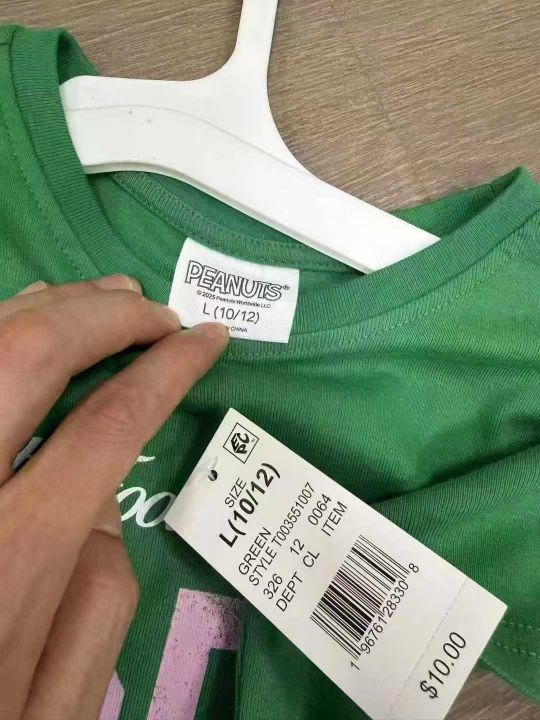 PEANUTS®
©2025 Peanuts Worldwide LLC
L (10/12)
CHINA
SIZE
L(10/12)
GREEN
STYLE T003551007
326 12 0064
DEPT CL ITEM
1 96761 28330 8
$10.00